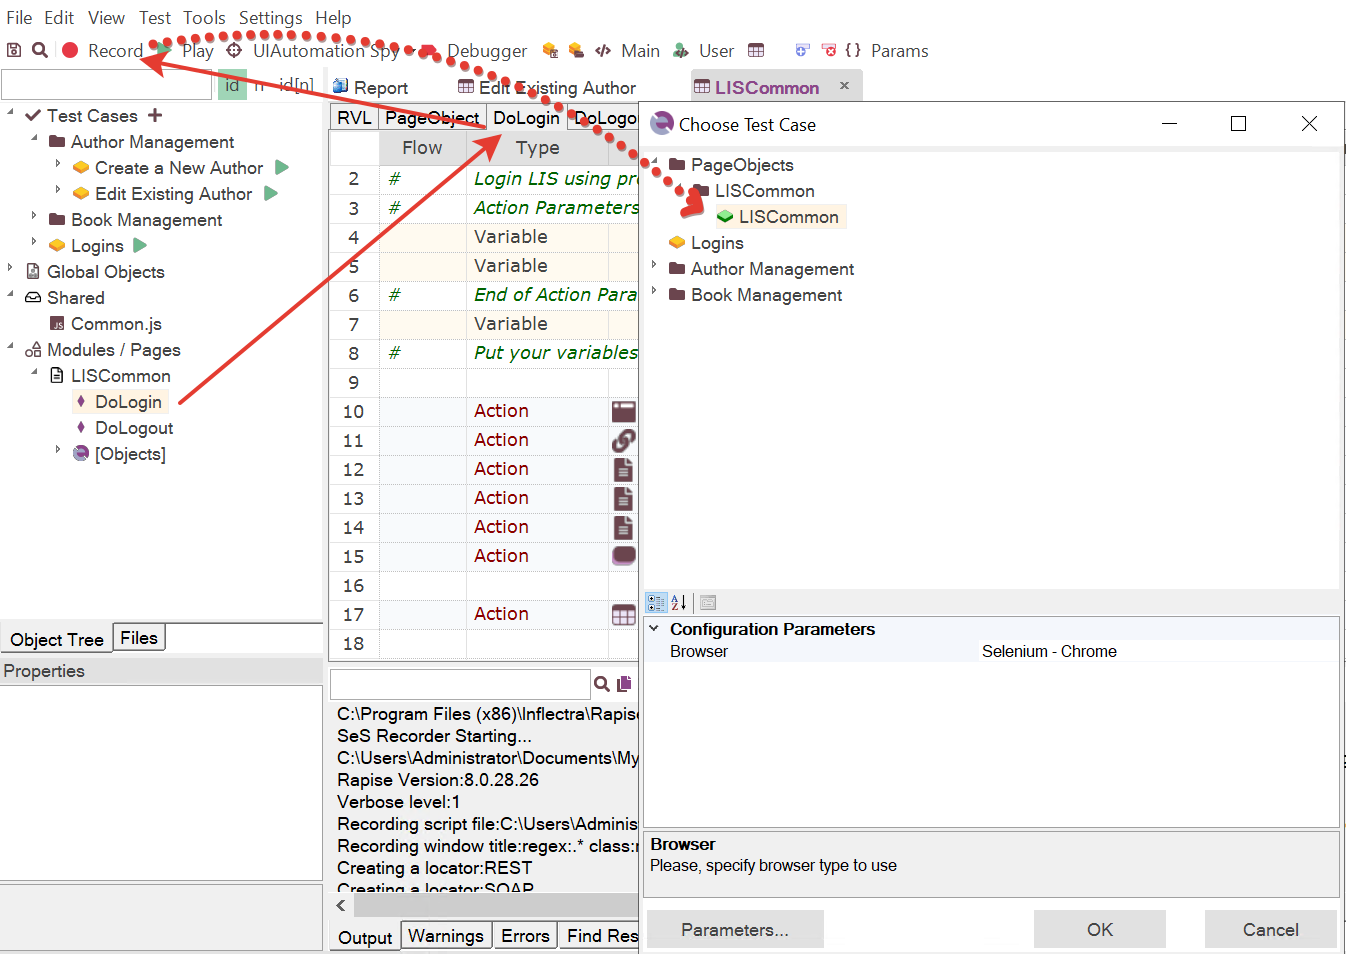 File Edit View Test Tools Settings Help
Record Play UIAutomation Spy Debugger Main User Params
id id[n] Report Edit Existing Author LISCommon
RVL PageObject DoLogin
Flow Type
2 # Login LIS using
3 # Action Parameters
4 Variable
5 Variable
6 # End of Action
7 Variable
8 # Put your variables
9
10 Action
11 Action
12 Action
13 Action
14 Action
15 Action
16
17 Action
18
Test Cases
Author Management
Create a New Author
Edit Existing Author
Book Management
Logins
Global Objects
Shared
Common.js
Modules / Pages
LISCommon
DoLogin
DoLogout
[Objects]
Object Tree Files
Properties
C:\Program Files (x86)\Inflectra\Rapise
SeS Recorder Starting...
C:\Users\Administrator\Documents\My
Rapise Version:8.0.28.26
Verbose level:1
Recording script file:C:\Users\Adminis
Recording window title:regex:.* class:r
Creating a locator:REST
Creating a locator:SOAP
Output Warnings Errors Find Res
Choose Test Case
PageObjects
LISCommon
LISCommon
Logins
Author Management
Book Management
Configuration Parameters
Browser Selenium - Chrome
Browser
Please, specify browser type to use
Parameters... OK Cancel